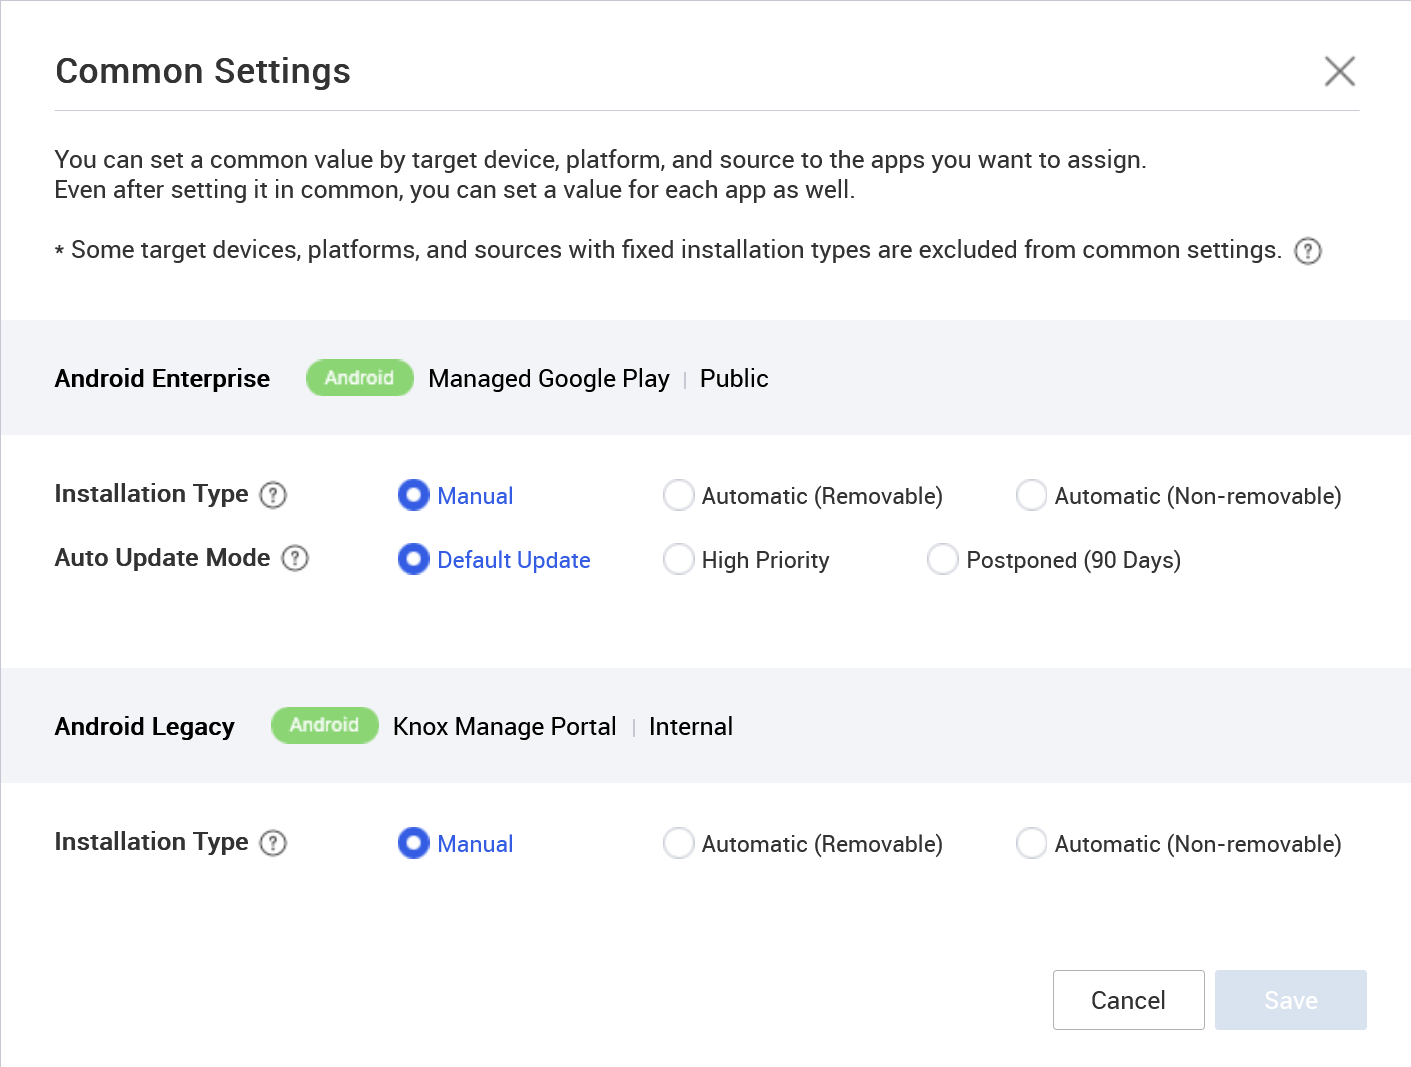 Common Settings
You can set a common value by target device, platform, and source to the apps you want to assign.
Even after setting it in common, you can set a value for each app as well.
* Some target devices, platforms, and sources with fixed installation types are excluded from common settings. ?
Android Enterprise Android Managed Google Play | Public
Installation Type ? Manual Automatic (Removable) Automatic (Non-removable)
Auto Update Mode ? Default Update High Priority Postponed (90 Days)
Android Legacy Android Knox Manage Portal | Internal
Installation Type ? Manual Automatic (Removable) Automatic (Non-removable)
Cancel Save